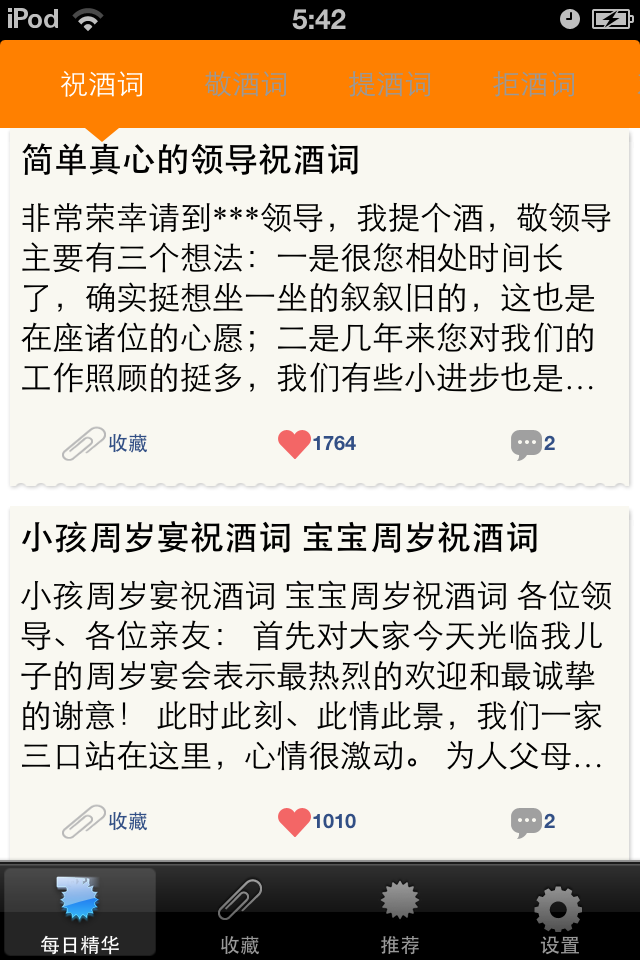 iPod
5:42
祝酒词 敬酒词 提酒词 拒酒词
简单真心的领导祝酒词
非常荣幸请到***领导，我提个酒，敬领导
主要有三个想法：一是很您相处时间长
了，确实挺想坐一坐的叙叙旧的，这也是
在座诸位的心愿；二是几年来您对我们的
工作照顾的挺多，我们有些小进步也是...
收藏 1764 2
小孩周岁宴祝酒词 宝宝周岁祝酒词
小孩周岁宴祝酒词 宝宝周岁祝酒词 各位领
导、各位亲友： 首先对大家今天光临我儿
子的周岁宴会表示最热烈的欢迎和最诚挚
的谢意！ 此时此刻、此情此景，我们一家
三口站在这里，心情很激动。 为人父母...
收藏 1010 2
每日精华 收藏 推荐 设置